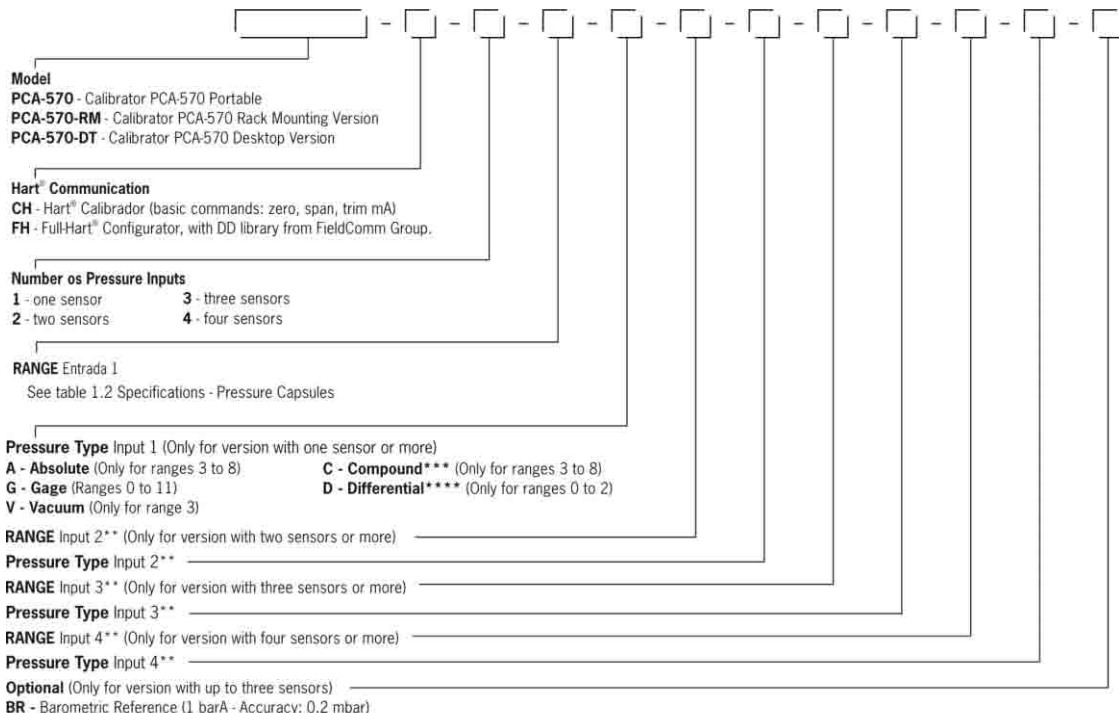 Model
PCA-570 - Calibrator PCA-570 Portable
PCA-570-RM - Calibrator PCA-570 Rack Mounting Version
PCA-570-DT - Calibrator PCA-570 Desktop Version
Hart® Communication
CH - Hart® Calibrador (basic commands: zero, span, trim mA)
FH - Full-Hart® Configurator, with DD library from FieldComm Group.
Number os Pressure Inputs
1 - one sensor 3 - three sensors
2 - two sensors 4 - four sensors
RANGE Entrada 1
See table 1.2 Specifications - Pressure Capsules
Pressure Type Input 1 (Only for version with one sensor or more)
A - Absolute (Only for ranges 3 to 8) C - Compound*** (Only for ranges 3 to 8)
G - Gage (Ranges 0 to 11) D - Differential**** (Only for ranges 0 to 2)
V - Vacuum (Only for range 3)
RANGE Input 2** (Only for version with two sensors or more)
Pressure Type Input 2**
RANGE Input 3** (Only for version with three sensors or more)
Pressure Type Input 3**
RANGE Input 4** (Only for version with four sensors or more)
Pressure Type Input 4**
Optional (Only for version with up to three sensors)
BR - Barometric Reference (1 barA - Accuracy: 0.2 mbar)